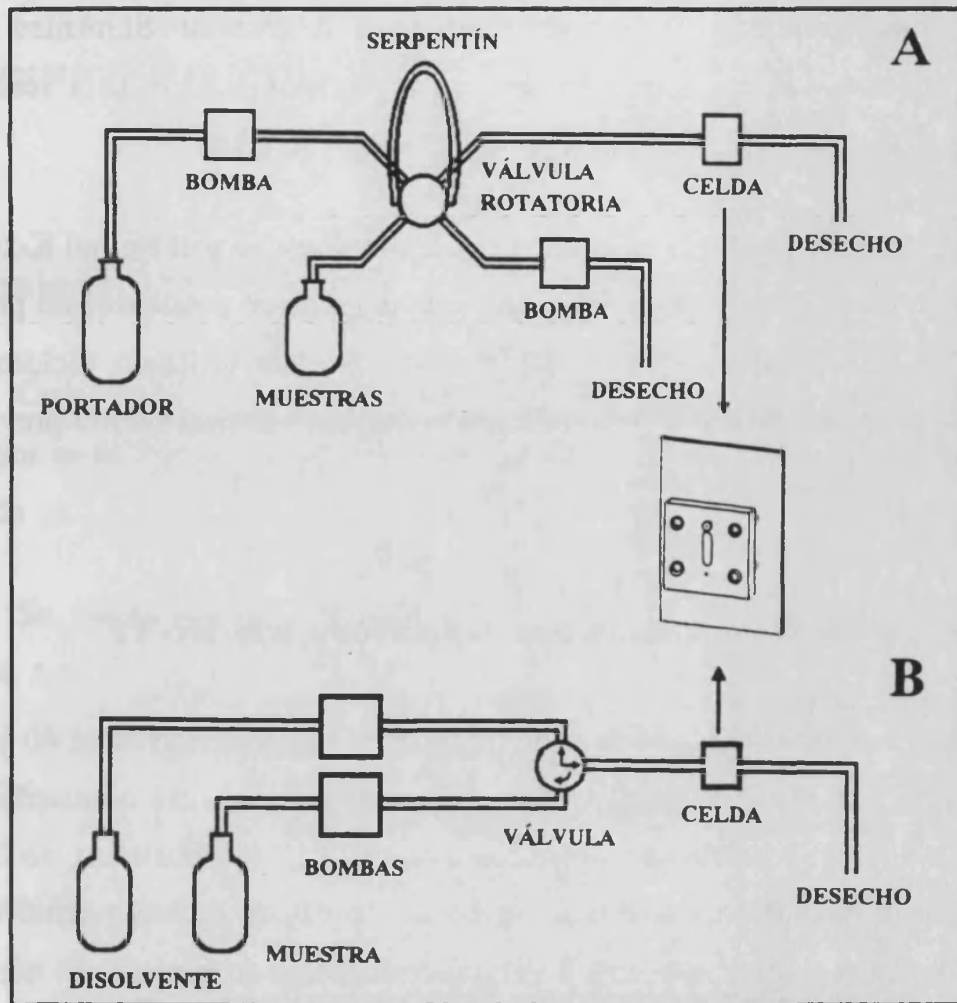 SERPENTÍN
A
BOMBA
VÁLVULA
ROTATORIA
CELDA
DESECHO
BOMBA
PORTADOR
MUESTRAS
DESECHO
B
VÁLVULA
CELDA
BOMBAS
DESECHO
MUESTRA
DISOLVENTE